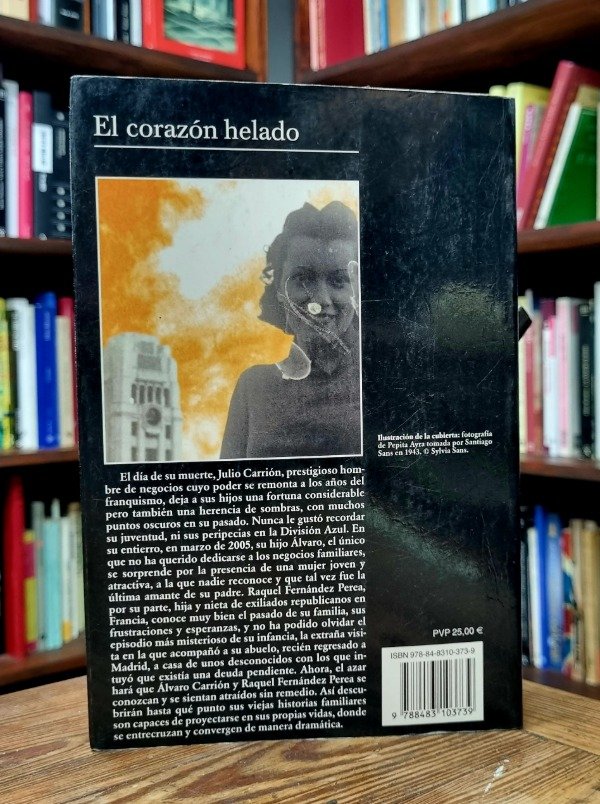 El corazón helado
Ilustración de la cubierta: fotografía
de Pepita Ayra tomada por Santiago
Sans en 1943. © Sylvia Sans.
El día de su muerte, Julio Carrión, prestigioso hom-
bre de negocios cuyo poder se remonta a los años del
franquismo, deja a sus hijos una fortuna considerable
pero también una herencia de sombras, con muchos
puntos oscuros en su pasado. Nunca le gustó recordar
su juventud, ni sus peripecias en la División Azul. En
su entierro, en marzo de 2005, su hijo Álvaro, el único
que no ha querido dedicarse a los negocios familiares,
se sorprende por la presencia de una mujer joven y
atractiva, a la que nadie reconoce y que tal vez fue la
última amante de su padre. Raquel Fernández Perea,
por su parte, hija y nieta de exiliados republicanos en
Francia, conoce muy bien el pasado de su familia, sus
frustraciones y esperanzas, y no ha podido olvidar el
episodio más misterioso de su infancia, la extraña visi-
ta en la que acompañó a su abuelo, recién regresado a
Madrid, a casa de unos desconocidos con los que in-
tuyó que existía una deuda pendiente. Ahora, el azar
hará que Álvaro Carrión y Raquel Fernández Perea se
conozcan y se sientan atraídos sin remedio. Así descu-
brirán hasta qué punto sus viejas historias familiares
son capaces de proyectarse en sus propias vidas, donde
se entrecruzan y convergen de manera dramática.
PVP 25,00 €
ISBN 978-84-8310-373-9
9 788483 103739